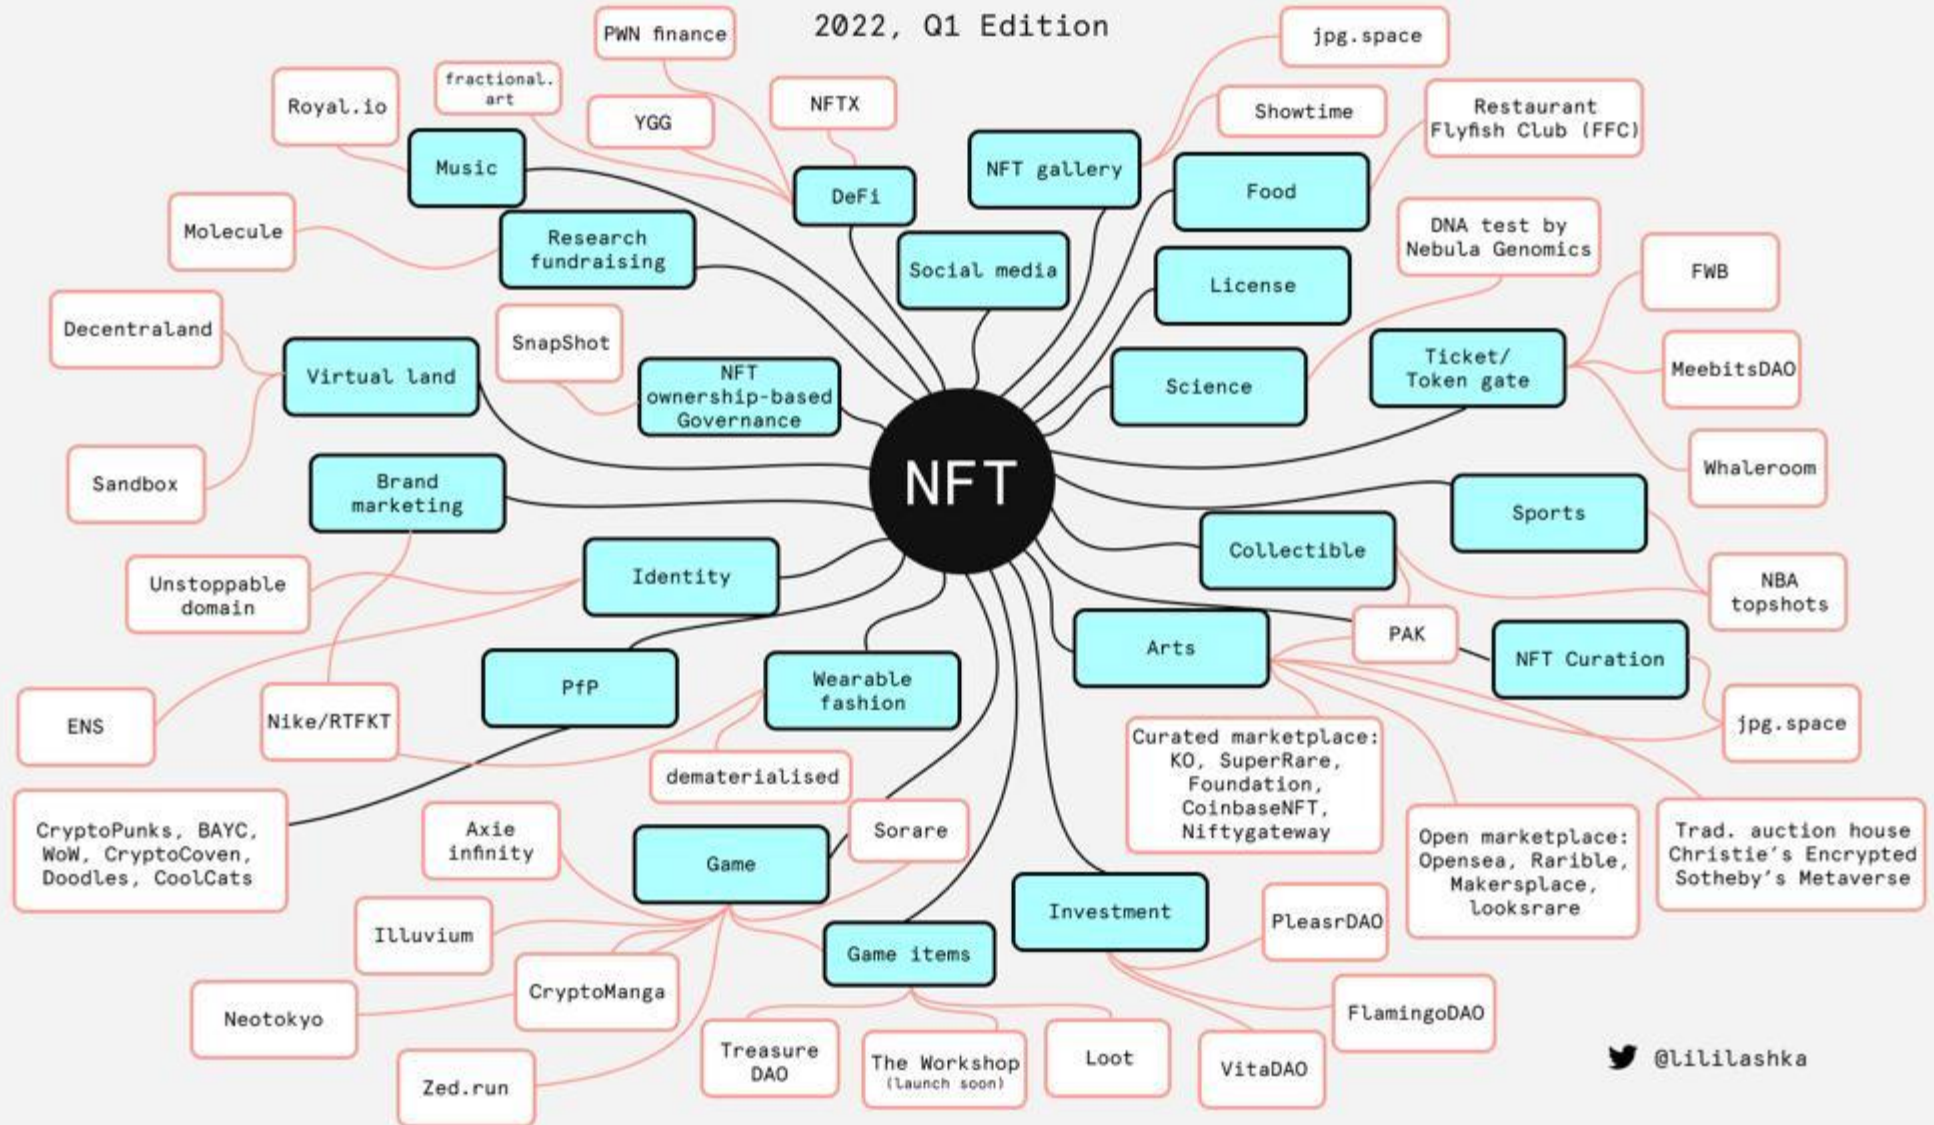 2022, Q1 Edition
PWN finance
jpg.space
fractional.
art
Royal.io
YGG
NFTX
Showtime
Restaurant
Flyfish Club (FFC)
Music
DeFi
NFT gallery
Food
Molecule
Research
fundraising
Social media
License
DNA test by
Nebula Genomics
FWB
Decentraland
SnapShot
Virtual land
NFT
ownership-based
Governance
Science
Ticket/
Token gate
MeebitsDAO
Sandbox
Brand
marketing
NFT
Whaleroom
Sports
Collectible
Unstoppable
domain
Identity
NBA
topshots
PAK
Arts
NFT Curation
PfP
Wearable
fashion
ENS
Nike/RTFKT
jpg.space
dematerialised
Curated marketplace:
KO, SuperRare,
Foundation,
CoinbaseNFT,
Niftygateway
CryptoPunks, BAYC,
WoW, CryptoCoven,
Doodles, CoolCats
Axie
infinity
Game
Sorare
Open marketplace:
Opensea, Rarible,
Makersplace,
looksrare
Trad. auction house
Christie's Encrypted
Sotheby's Metaverse
Illuvium
Investment
PleasrDAO
Game items
CryptoManga
Neotokyo
FlamingoDAO
Zed.run
Treasure
DAO
The Workshop
(launch soon)
Loot
VitaDAO
@lililashka